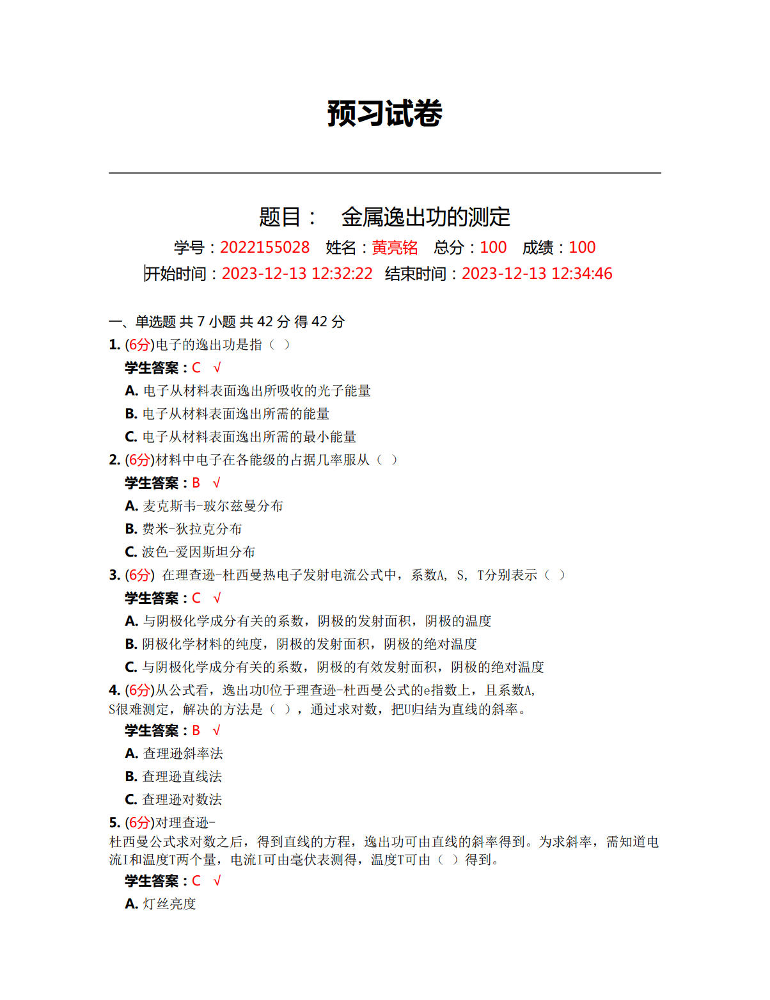 预习试卷
题目： 金属逸出功的测定
学号：2022155028 姓名：黄亮铭 总分：100 成绩：100
开始时间：2023-12-13 12:32:22 结束时间：2023-12-13 12:34:46
一、单选题 共 7 小题 共 42 分 得 42 分
1. (6分)电子的逸出功是指（ ）
学生答案：C √
A. 电子从材料表面逸出所吸收的光子能量
B. 电子从材料表面逸出所需的能量
C. 电子从材料表面逸出所需的最小能量
2. (6分)材料中电子在各能级的占据几率服从（ ）
学生答案：B √
A. 麦克斯韦-玻尔兹曼分布
B. 费米-狄拉克分布
C. 波色-爱因斯坦分布
3. (6分) 在理查逊-杜西曼热电子发射电流公式中，系数A, S, T分别表示（ ）
学生答案：C √
A. 与阴极化学成分有关的系数，阴极的发射面积，阴极的温度
B. 阴极化学材料的纯度，阴极的发射面积，阴极的绝对温度
C. 与阴极化学成分有关的系数，阴极的有效发射面积，阴极的绝对温度
4. (6分)从公式看，逸出功U位于理查逊-杜西曼公式的e指数上，且系数A,
S很难测定，解决的方法是（ ），通过求对数，把U归结为直线的斜率。
学生答案：B √
A. 查理逊斜率法
B. 查理逊直线法
C. 查理逊对数法
5. (6分)对理查逊-
杜西曼公式求对数之后，得到直线的方程，逸出功可由直线的斜率得到。为求斜率，需知道电
流I和温度T两个量，电流I可由毫伏表测得，温度T可由（ ）得到。
学生答案：C √
A. 灯丝亮度